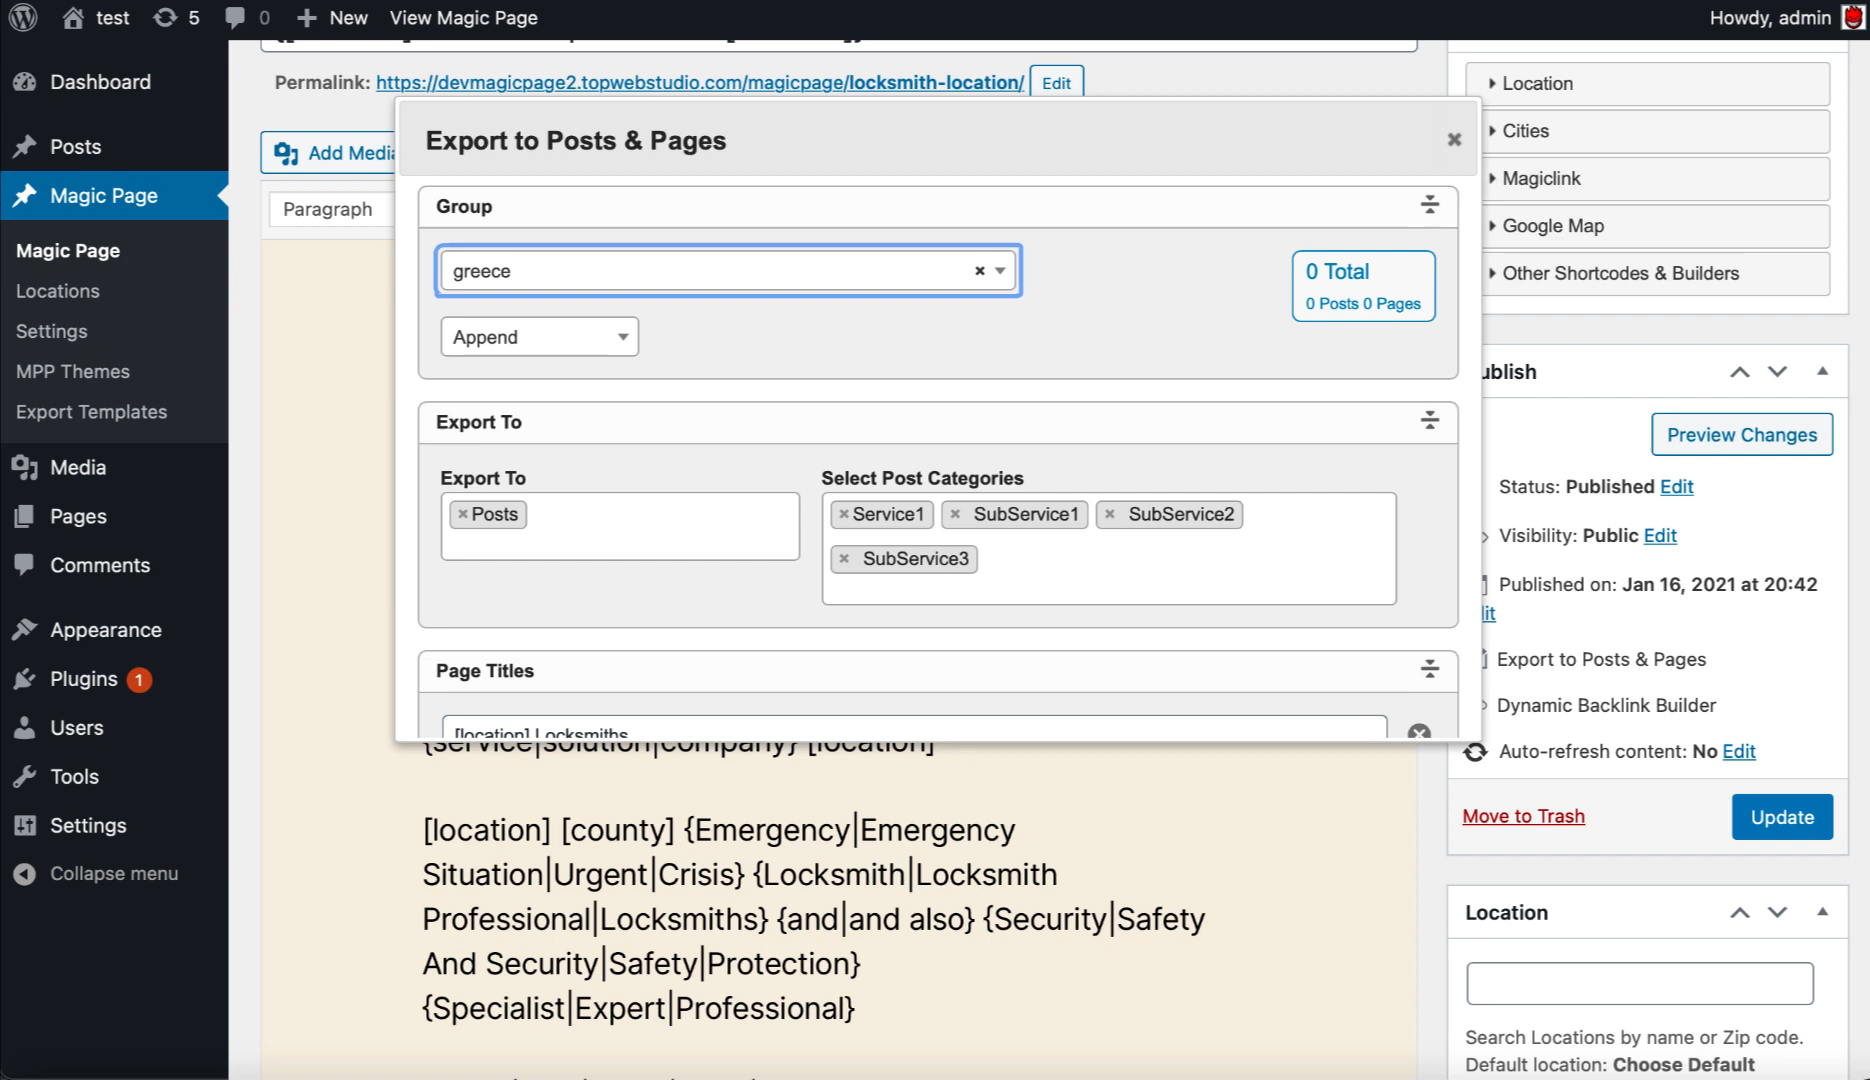 test 5 0 New View Magic Page Howdy, admin
Dashboard
Posts
Magic Page
Magic Page
Locations
Settings
MPP Themes
Export Templates
Media
Pages
Comments
Appearance
Plugins 1
Users
Tools
Settings
Collapse menu
Permalink: https://devmagicpage2.topwebstudio.com/magicpage/locksmith-location/ Edit
Add Media
Paragraph
Export to Posts & Pages
Group
greece
0 Total
0 Posts 0 Pages
Append
Export To
Export To
Posts
Select Post Categories
Service1 SubService1 SubService2
SubService3
Page Titles
[location] Locksmiths
{service|solution|company} [location]
[location] [county] {Emergency|Emergency
Situation|Urgent|Crisis} {Locksmith|Locksmith
Professional|Locksmiths} {and|and also} {Security|Safety
And Security|Safety|Protection}
{Specialist|Expert|Professional}
Location
Cities
Magiclink
Google Map
Other Shortcodes & Builders
ublish
Preview Changes
Status: Published Edit
Visibility: Public Edit
Published on: Jan 16, 2021 at 20:42
it
Export to Posts & Pages
Dynamic Backlink Builder
Auto-refresh content: No Edit
Move to Trash
Update
Location
Search Locations by name or Zip code.
Default location: Choose Default